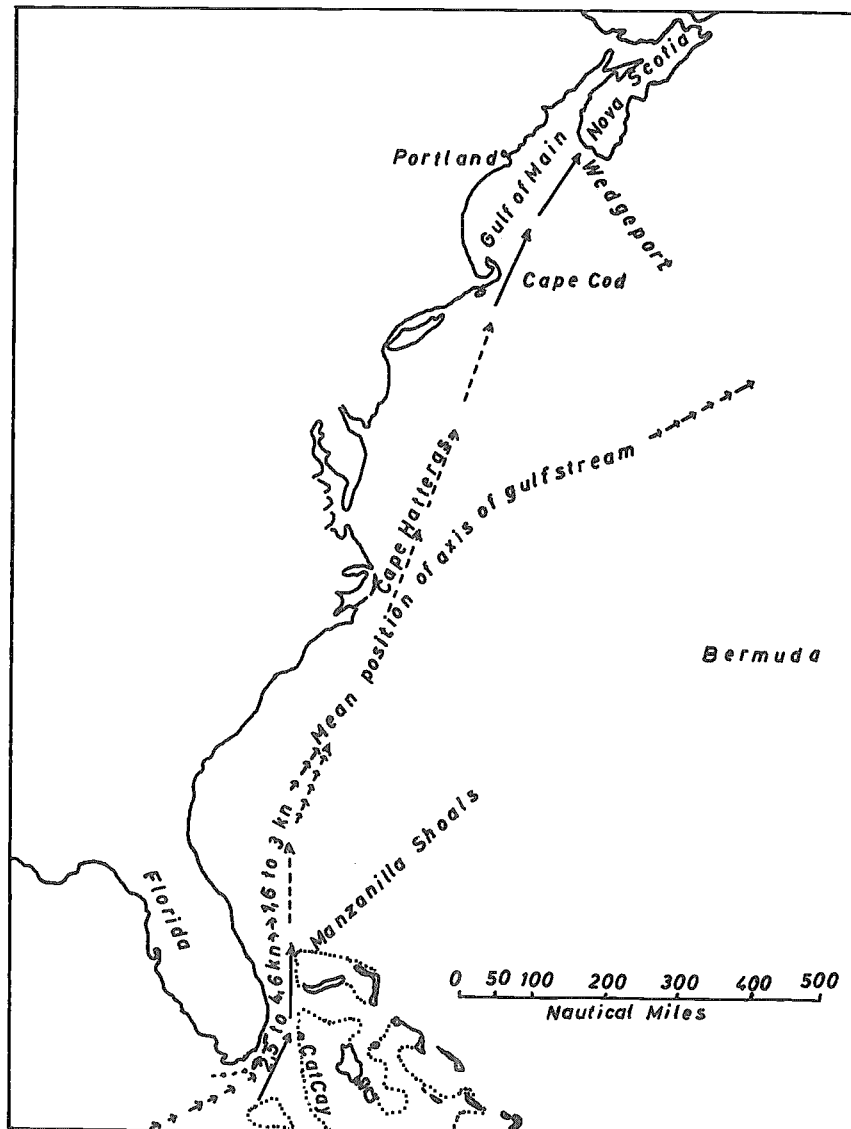 Nova Scotia
Portland
Gulf of Main
Wedgeport
Cape Cod
Cape Hatteras
Mean position of axis of gulfstream
Bermuda
2,5 to 4,6 kn 1,6 to 3 kn
Manzanilla Shoals
Florida
0 50 100 200 300 400 500
Nautical Miles
Cat Cay